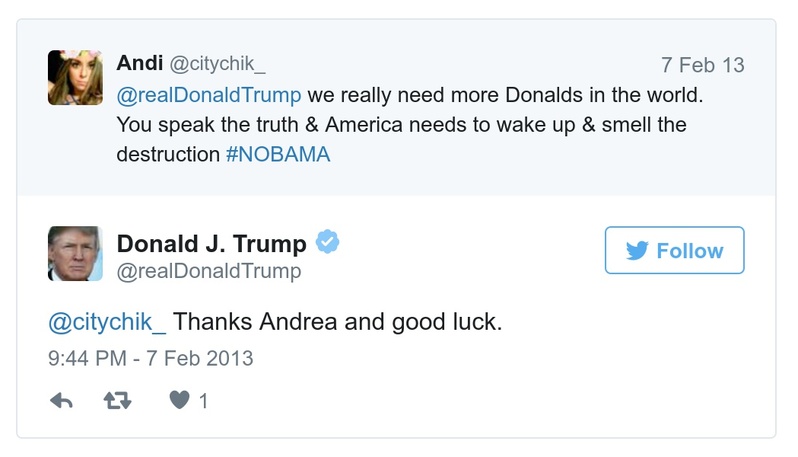 Andi @citychik_ 7 Feb 13
@realDonaldTrump we really need more Donalds in the world.
You speak the truth & America needs to wake up & smell the
destruction #NOBAMA
Donald J. Trump
Follow
@realDonaldTrump
@citychik_ Thanks Andrea and good luck.
9:44 PM - 7 Feb 2013
1